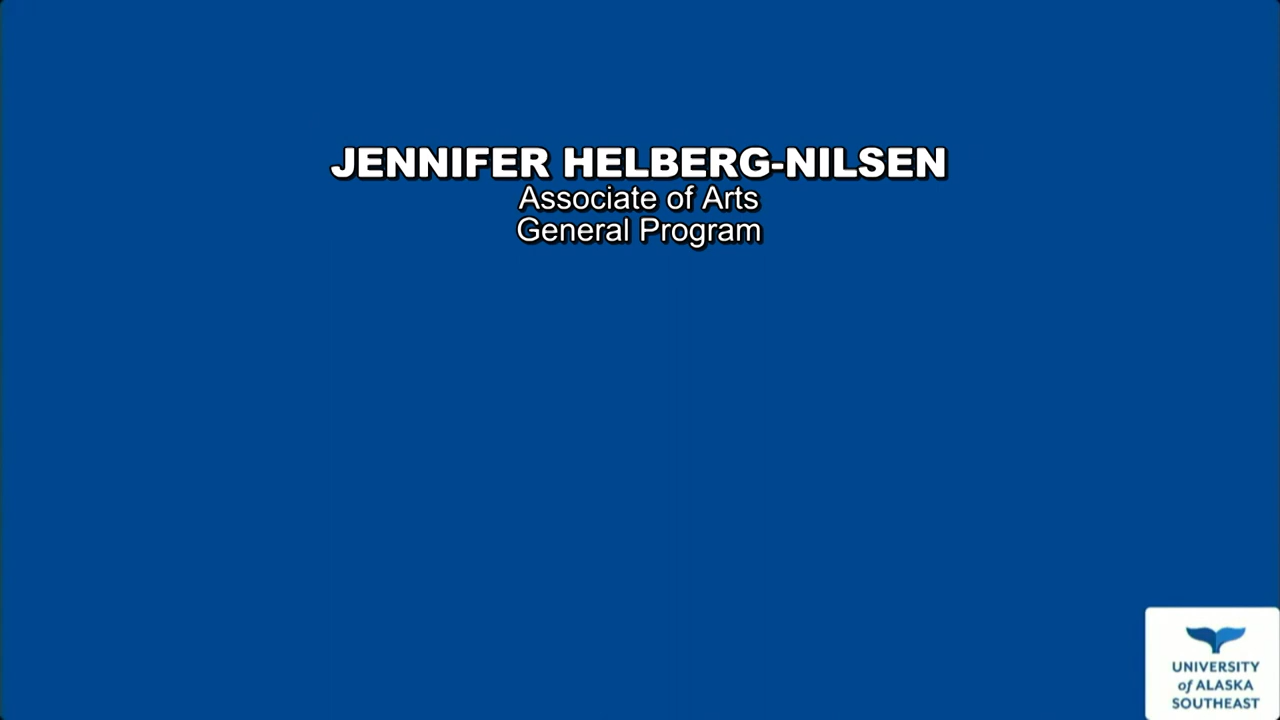 JENNIFER HELBERG-NILSEN
Associate of Arts
General Program
UNIVERSITY
of ALASKA
SOUTHEAST